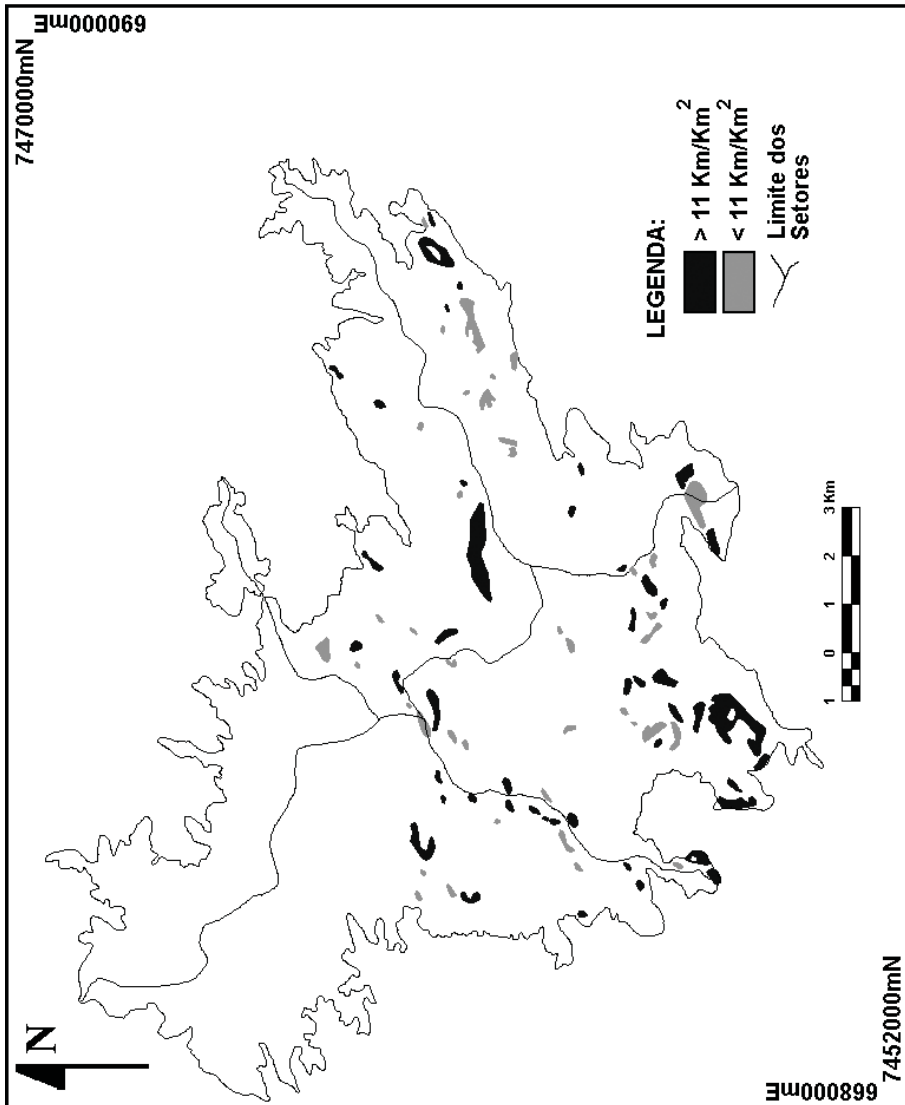 N
7470000mN
690000mE
LEGENDA:
> 11 Km/Km²
< 11 Km/Km²
Limite dos
Setores
1 0 1 2 3 Km
7452000mN
668000mE